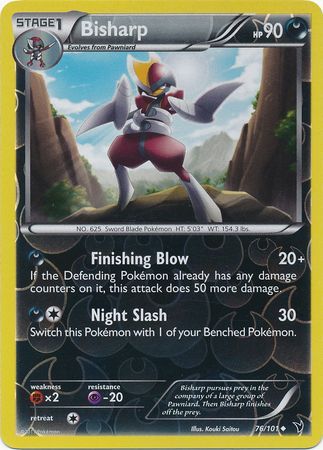 STAGE 1
Bisharp
HP 90
Evolves from Pawniard
NO. 625 Sword Blade Pokémon HT: 5'03" WT: 154.3 lbs.
Finishing Blow 20+
If the Defending Pokémon already has any damage
counters on it, this attack does 50 more damage.
Night Slash 30
Switch this Pokémon with 1 of your Benched Pokémon.
weakness resistance
×2 -20
retreat
Bisharp pursues prey in the
company of a large group of
Pawniard. Then Bisharp finishes
off the prey.
Illus. Kouki Saitou 76/101